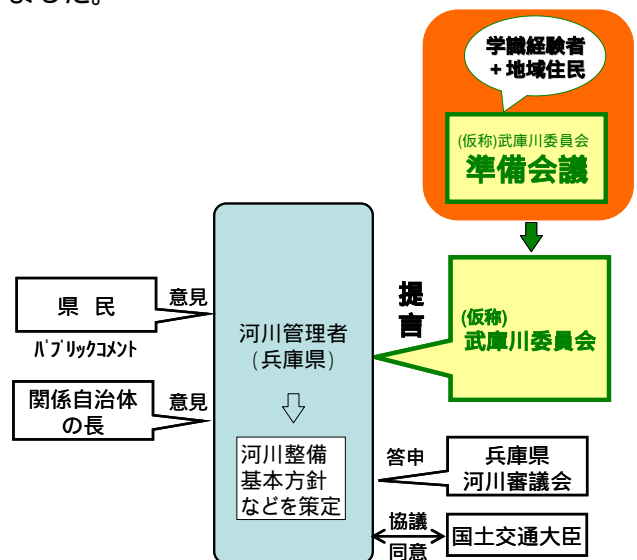 ました。
学識経験者
+地域住民
(仮称)武庫川委員会
準備会議
提言
(仮称)
武庫川委員会
県 民
意見
パブリックコメント
関係自治体
の長
意見
河川管理者
(兵庫県)
河川整備
基本方針
などを策定
答申
兵庫県
河川審議会
協議
同意
国土交通大臣